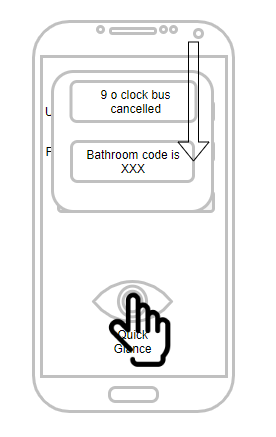 9 o clock bus
cancelled
U
Bathroom code is
F
XXX
Quick
Glance